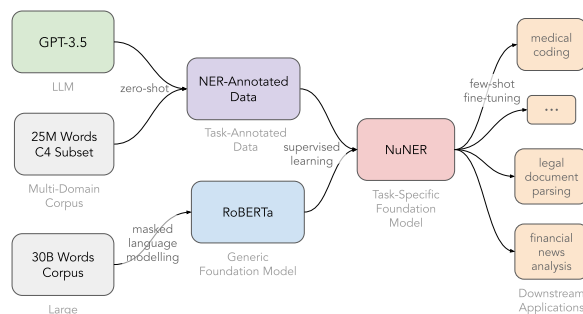 GPT-3.5
LLM
25M Words
C4 Subset
Multi-Domain
Corpus
30B Words
Corpus
Large
zero-shot
masked
language
modelling
NER-Annotated
Data
Task-Annotated
Data
RoBERTa
Generic
Foundation Model
supervised
learning
NuNER
Task-Specific
Foundation
Model
few-shot
fine-tuning
medical
coding
...
legal
document
parsing
financial
news
analysis
Downstream
Applications